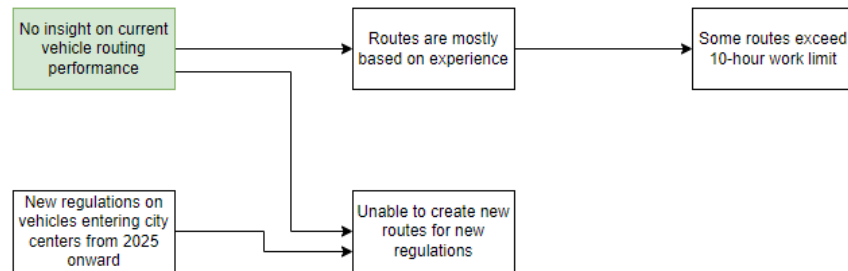 No insight on current
vehicle routing
performance
Routes are mostly
based on experience
Some routes exceed
10-hour work limit
New regulations on
vehicles entering city
centers from 2025
onward
Unable to create new
routes for new
regulations